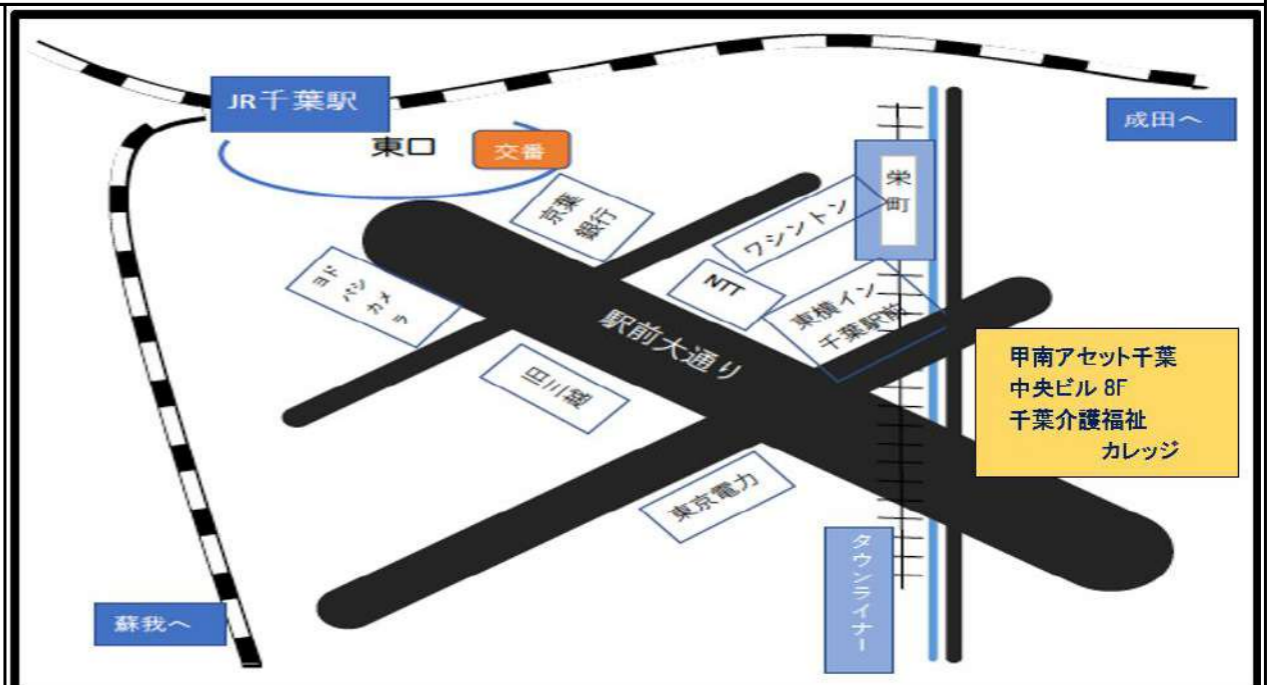 JR千葉駅
成田へ
東口
交番
栄
町
京葉
銀行
ワシントン
ヨド
バシ
カメ
ラ
NTT
東横イン
千葉駅前
駅前大通り
旧三越
甲南アセット千葉
中央ビル 8F
千葉介護福祉
カレッジ
東京電力
タウンライナー
蘇我へ